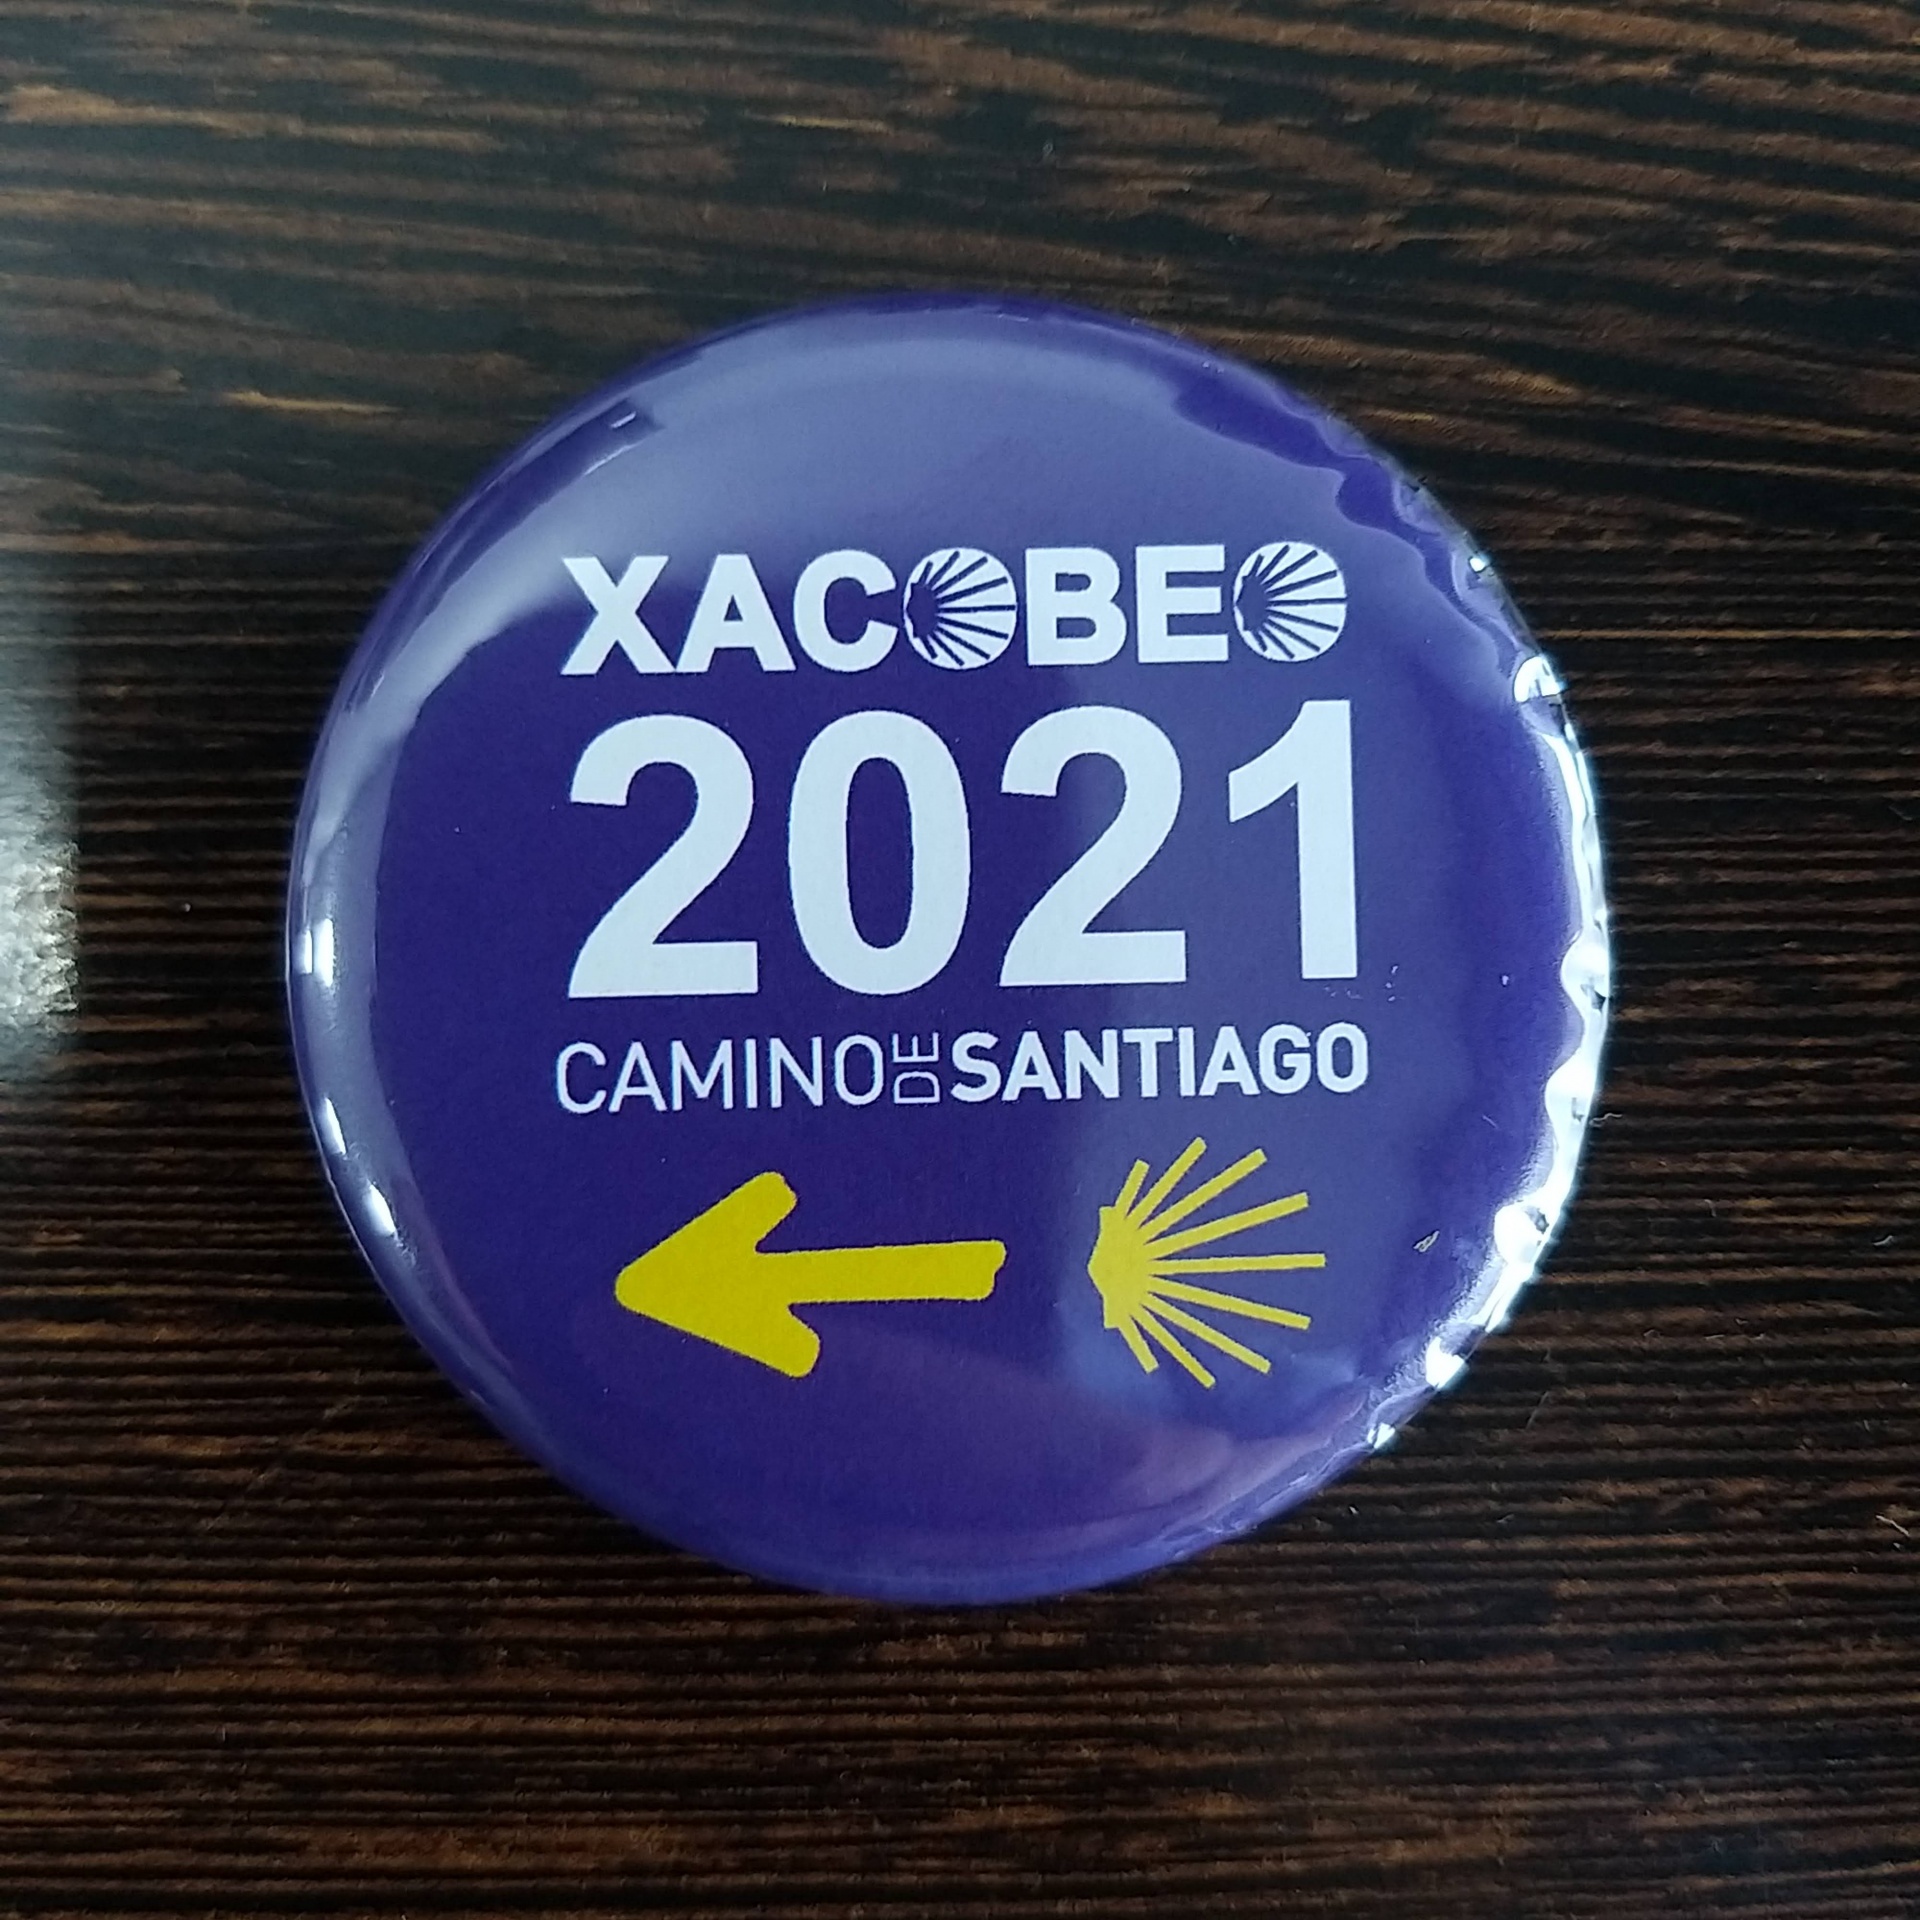 XACOBEO
2021
CAMINO DE SANTIAGO